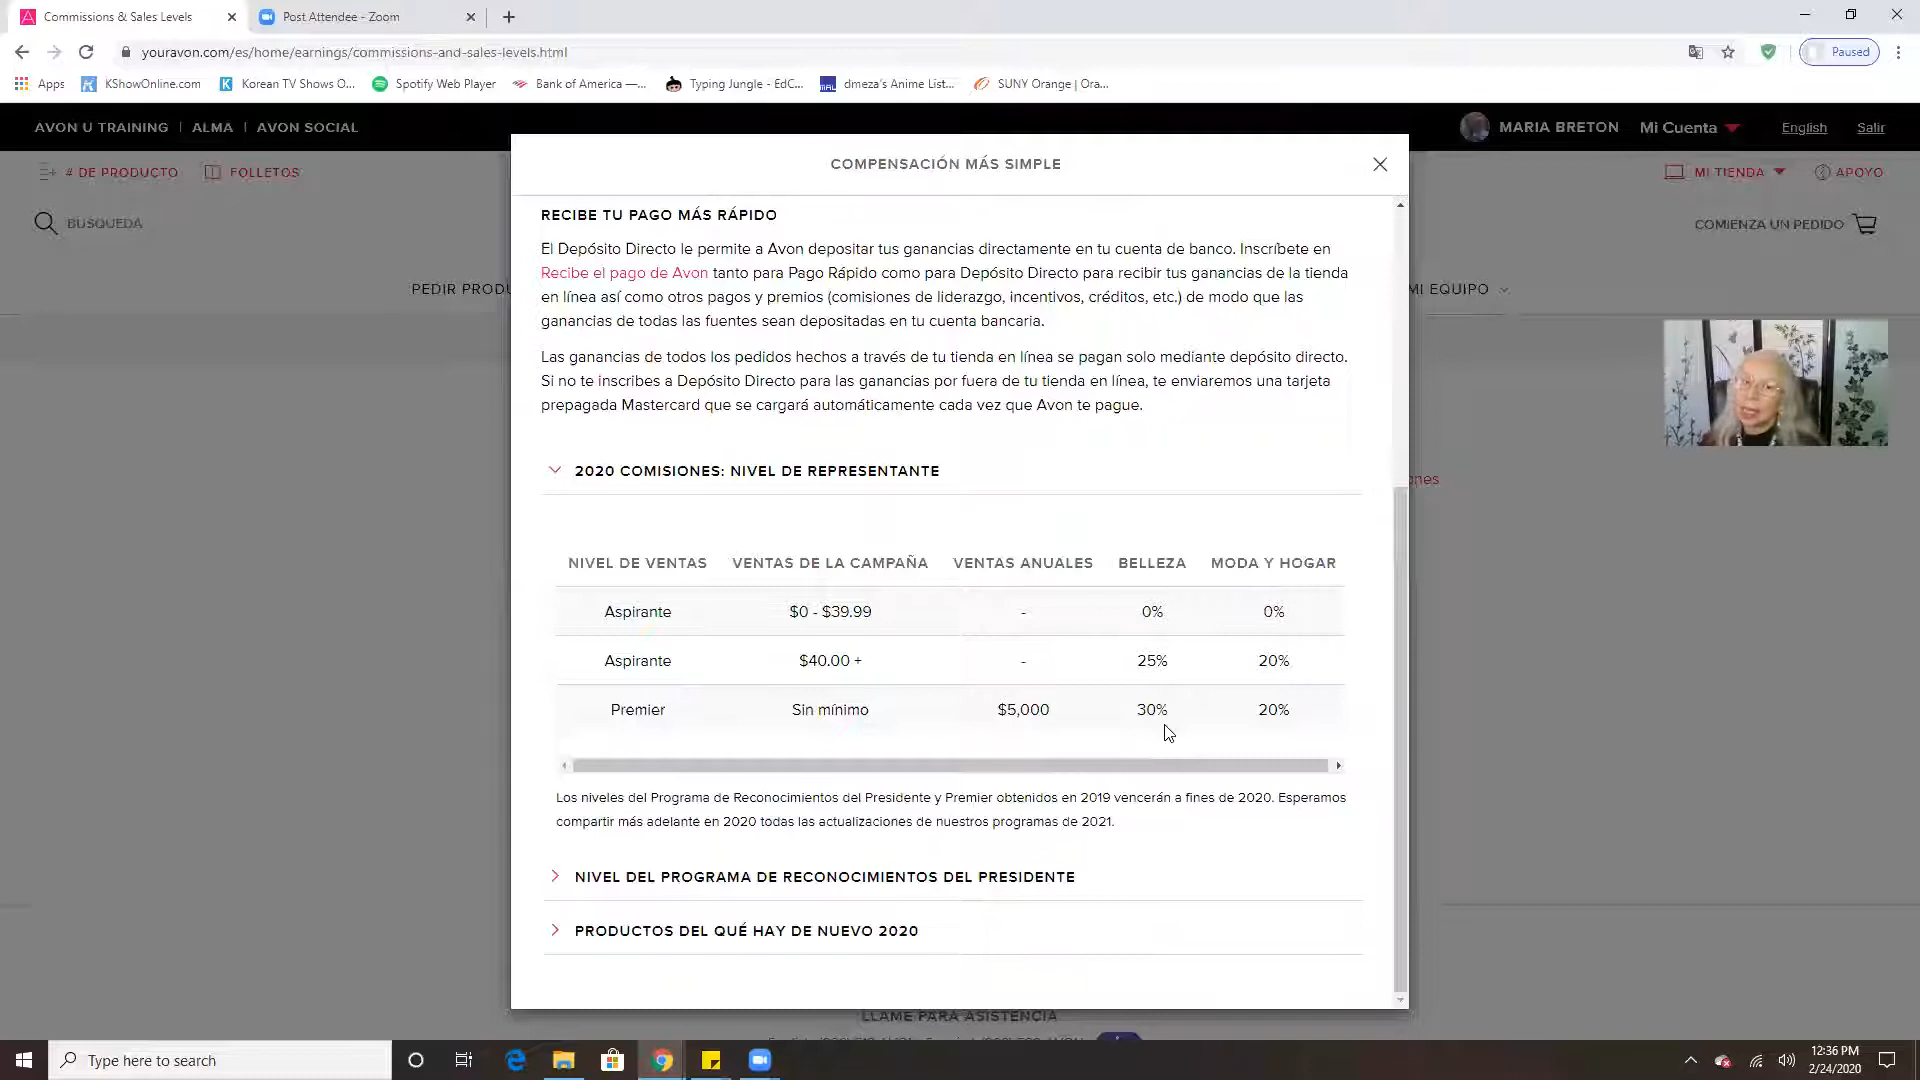 Commissions & Sales Levels
Post Attendee - Zoom
youravon.com/es/home/earnings/commissions-and-sales-levels.html
Paused
Apps
KShowOnline.com
Korean TV Shows O...
Spotify Web Player
Bank of America —...
Typing Jungle - EdC...
dmeza's Anime List...
SUNY Orange | Ora...
AVON U TRAINING | ALMA | AVON SOCIAL
MARIA BRETON
Mi Cuenta
English
Salir
# DE PRODUCTO
FOLLETOS
MI TIENDA
APOYO
BUSQUEDA
COMIENZA UN PEDIDO
PEDIR PRODU
MI EQUIPO
COMPENSACIÓN MÁS SIMPLE
RECIBE TU PAGO MÁS RÁPIDO
El Depósito Directo le permite a Avon depositar tus ganancias directamente en tu cuenta de banco. Inscríbete en
Recibe el pago de Avon tanto para Pago Rápido como para Depósito Directo para recibir tus ganancias de la tienda
en línea así como otros pagos y premios (comisiones de liderazgo, incentivos, créditos, etc.) de modo que las
ganancias de todas las fuentes sean depositadas en tu cuenta bancaria.
Las ganancias de todos los pedidos hechos a través de tu tienda en línea se pagan solo mediante depósito directo.
Si no te inscribes a Depósito Directo para las ganancias por fuera de tu tienda en línea, te enviaremos una tarjeta
prepagada Mastercard que se cargará automáticamente cada vez que Avon te pague.
2020 COMISIONES: NIVEL DE REPRESENTANTE
NIVEL DE VENTAS VENTAS DE LA CAMPAÑA VENTAS ANUALES BELLEZA MODA Y HOGAR
Aspirante $0 - $39.99 - 0% 0%
Aspirante $40.00 + - 25% 20%
Premier Sin mínimo $5,000 30% 20%
Los niveles del Programa de Reconocimientos del Presidente y Premier obtenidos en 2019 vencerán a fines de 2020. Esperamos
compartir más adelante en 2020 todas las actualizaciones de nuestros programas de 2021.
NIVEL DEL PROGRAMA DE RECONOCIMIENTOS DEL PRESIDENTE
PRODUCTOS DEL QUÉ HAY DE NUEVO 2020
LLAME PARA ASISTENCIA
Type here to search
12:36 PM
2/24/2020